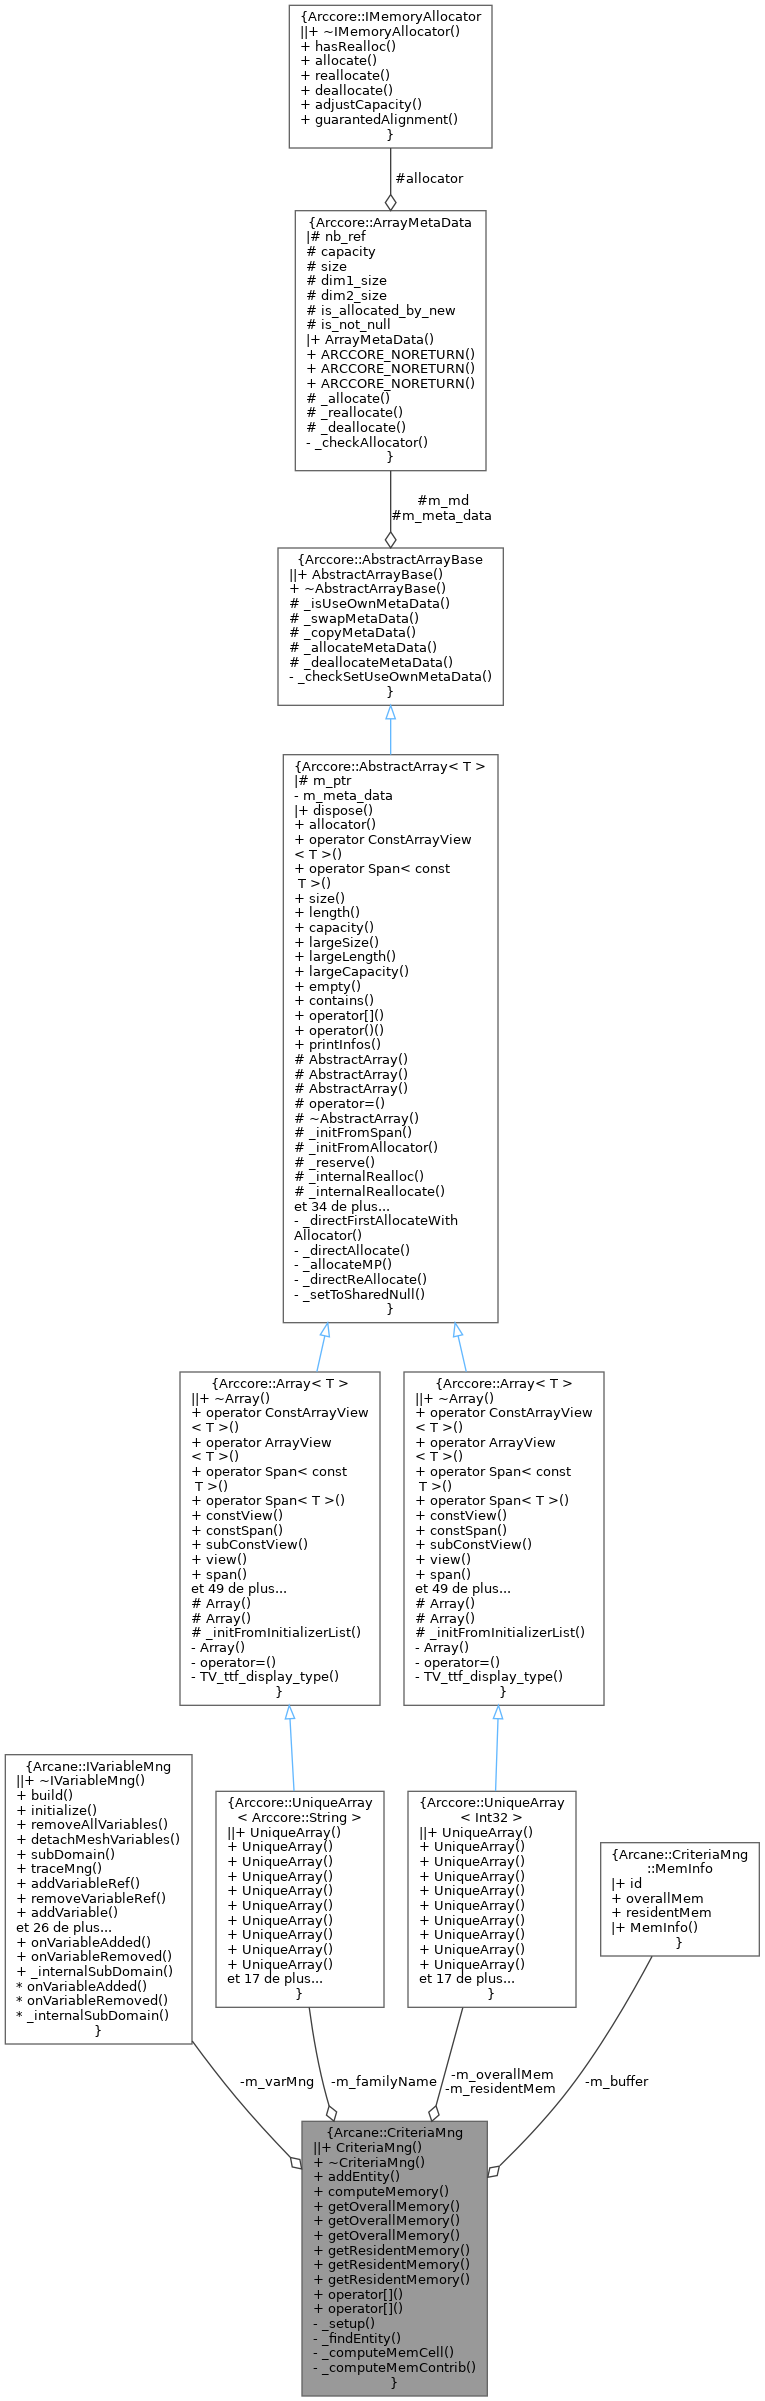 {Arccore::IMemoryAllocator
||+ ~IMemoryAllocator()
+ hasRealloc()
+ allocate()
+ reallocate()
+ deallocate()
+ adjustCapacity()
+ guarantedAlignment()
}
#allocator
{Arccore::ArrayMetaData
|# nb_ref
# capacity
# size
# dim1_size
# dim2_size
# is_allocated_by_new
# is_not_null
|+ ArrayMetaData()
+ ARCCORE_NORETURN()
+ ARCCORE_NORETURN()
+ ARCCORE_NORETURN()
# _allocate()
# _reallocate()
# _deallocate()
- _checkAllocator()
}
#m_md
#m_meta_data
{Arccore::AbstractArrayBase
||+ AbstractArrayBase()
+ ~AbstractArrayBase()
# _isUseOwnMetaData()
# _swapMetaData()
# _copyMetaData()
# _allocateMetaData()
# _deallocateMetaData()
- _checkSetUseOwnMetaData()
}
{Arccore::AbstractArray< T >
|# m_ptr
- m_meta_data
|+ dispose()
+ allocator()
+ operator ConstArrayView
< T >()
+ operator Span< const
T >()
+ size()
+ length()
+ capacity()
+ largeSize()
+ largeLength()
+ largeCapacity()
+ empty()
+ contains()
+ operator[]()
+ operator()()
+ printInfos()
# AbstractArray()
# AbstractArray()
# AbstractArray()
# operator=()
# ~AbstractArray()
# _initFromSpan()
# _initFromAllocator()
# _reserve()
# _internalRealloc()
# _internalReallocate()
et 34 de plus...
- _directFirstAllocateWith
Allocator()
- _directAllocate()
- _allocateMP()
- _directReAllocate()
- _setToSharedNull()
}
{Arccore::Array< T >
||+ ~Array()
+ operator ConstArrayView
< T >()
+ operator ArrayView
< T >()
+ operator Span< const
T >()
+ operator Span< T >()
+ constView()
+ constSpan()
+ subConstView()
+ view()
+ span()
et 49 de plus...
# Array()
# Array()
# _initFromInitializerList()
- Array()
- operator=()
- TV_ttf_display_type()
}
{Arccore::Array< T >
||+ ~Array()
+ operator ConstArrayView
< T >()
+ operator ArrayView
< T >()
+ operator Span< const
T >()
+ operator Span< T >()
+ constView()
+ constSpan()
+ subConstView()
+ view()
+ span()
et 49 de plus...
# Array()
# Array()
# _initFromInitializerList()
- Array()
- operator=()
- TV_ttf_display_type()
}
{Arcane::IVariableMng
||+ ~IVariableMng()
+ build()
+ initialize()
+ removeAllVariables()
+ detachMeshVariables()
+ subDomain()
+ traceMng()
+ addVariableRef()
+ removeVariableRef()
+ addVariable()
et 26 de plus...
+ onVariableAdded()
+ onVariableRemoved()
+ _internalSubDomain()
* onVariableAdded()
* onVariableRemoved()
* _internalSubDomain()
}
{Arccore::UniqueArray
< Arccore::String >
||+ UniqueArray()
+ UniqueArray()
+ UniqueArray()
+ UniqueArray()
+ UniqueArray()
+ UniqueArray()
+ UniqueArray()
+ UniqueArray()
+ UniqueArray()
+ UniqueArray()
et 17 de plus...
}
{Arccore::UniqueArray
< Int32 >
||+ UniqueArray()
+ UniqueArray()
+ UniqueArray()
+ UniqueArray()
+ UniqueArray()
+ UniqueArray()
+ UniqueArray()
+ UniqueArray()
+ UniqueArray()
+ UniqueArray()
et 17 de plus...
}
{Arcane::CriteriaMng
::MemInfo
|+ id
+ overallMem
+ residentMem
|+ MemInfo()
}
-m_varMng
-m_familyName
-m_overallMem
-m_residentMem
-m_buffer
{Arcane::CriteriaMng
||+ CriteriaMng()
+ ~CriteriaMng()
+ addEntity()
+ computeMemory()
+ getOverallMemory()
+ getOverallMemory()
+ getOverallMemory()
+ getResidentMemory()
+ getResidentMemory()
+ getResidentMemory()
+ operator[]()
+ operator[]()
- _setup()
- _findEntity()
- _computeMemCell()
- _computeMemContrib()
}